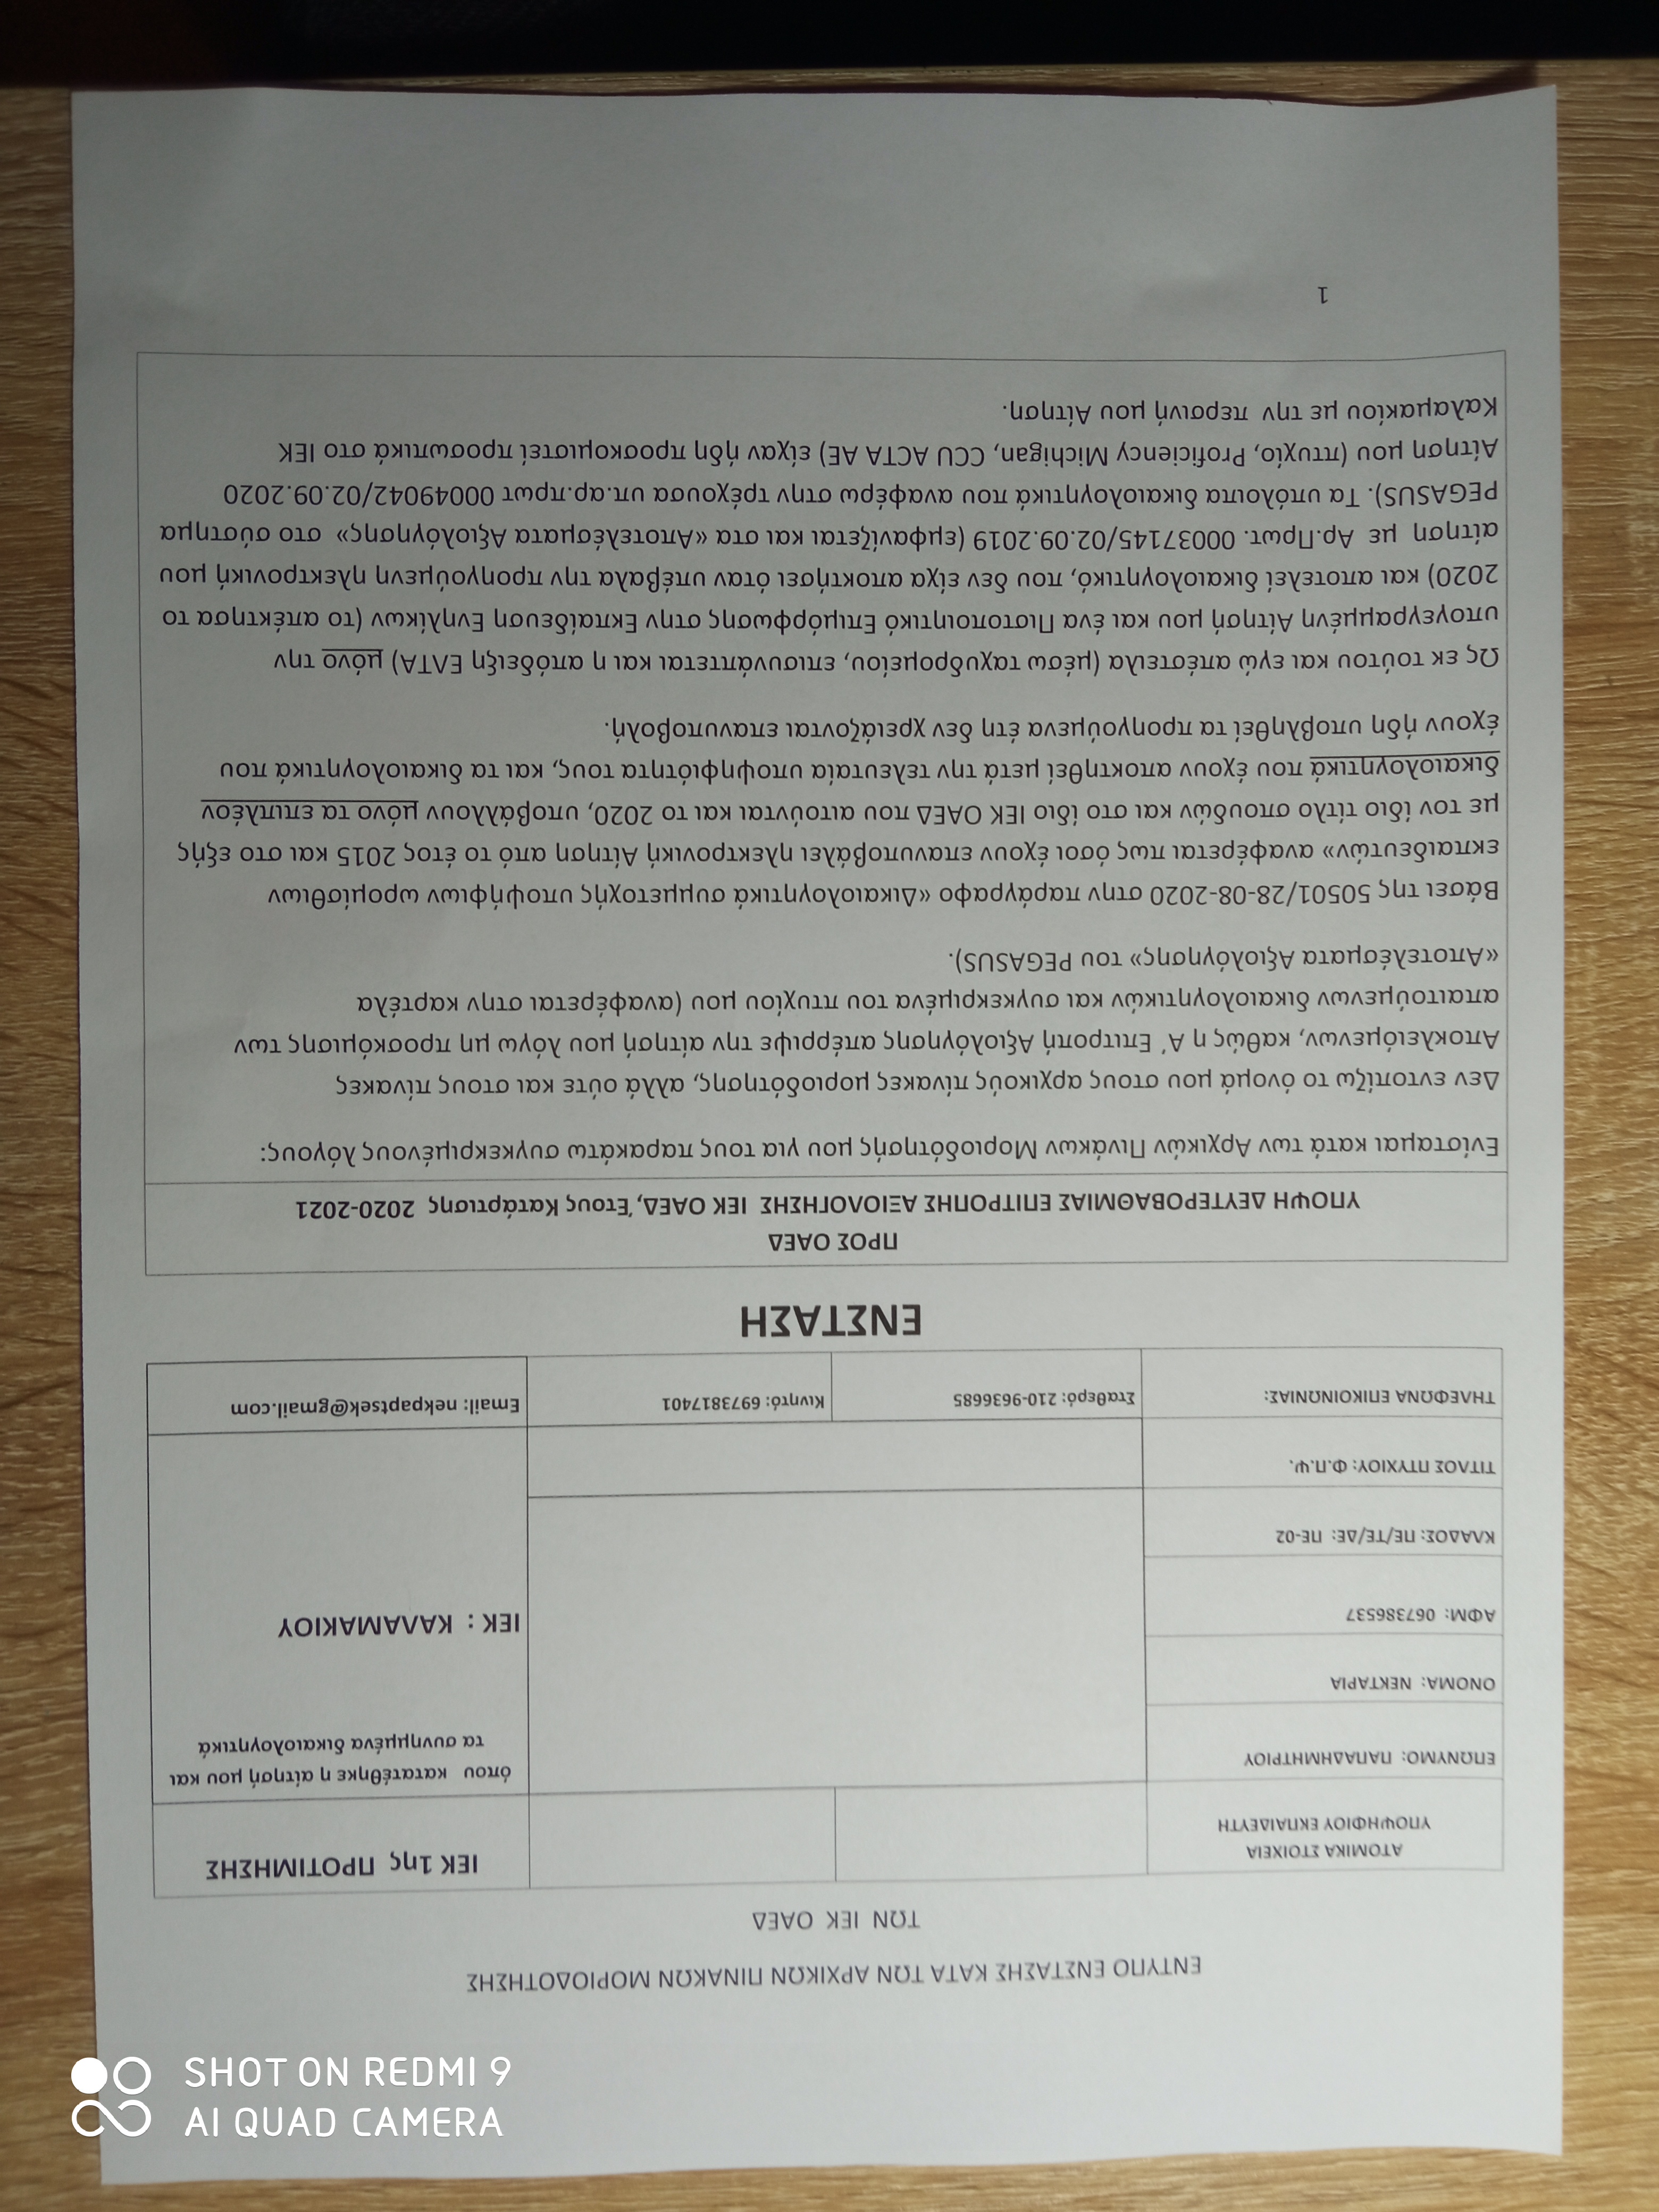 ΕΝΤΥΠΟ ΕΝΣΤΑΣΗΣ ΚΑΤΑ ΤΩΝ ΑΡΧΙΚΩΝ ΠΙΝΑΚΩΝ ΜΟΡΙΟΔΟΤΗΣΗΣ
ΤΩΝ ΙΕΚ ΟΑΕΔ
ΑΤΟΜΙΚΑ ΣΤΟΙΧΕΙΑ
ΥΠΟΨΗΦΙΟΥ ΕΚΠΑΙΔΕΥΤΗ
ΙΕΚ 1ης ΠΡΟΤΙΜΗΣΗΣ
ΕΠΩΝΥΜΟ: ΠΑΠΑΔΗΜΗΤΡΙΟΥ
όπου κατατέθηκε η αίτησή μου και
τα συνημμένα δικαιολογητικά
ΟΝΟΜΑ: ΝΕΚΤΑΡΙΑ
ΑΦΜ: 067386537
ΙΕΚ : ΚΑΛΑΜΑΚΙΟΥ
ΚΛΑΔΟΣ: ΠΕ/ΤΕ/ΔΕ: ΠΕ-02
ΤΙΤΛΟΣ ΠΤΥΧΙΟΥ: Φ.Π.Ψ.
ΤΗΛΕΦΩΝΑ ΕΠΙΚΟΙΝΩΝΙΑΣ:
Σταθερό: 210-9636685
Κινητό: 6973817401
Email: nekpaptsek@gmail.com
ΕΝΣΤΑΣΗ
ΠΡΟΣ ΟΑΕΔ
ΥΠΟΨΗ ΔΕΥΤΕΡΟΒΑΘΜΙΑΣ ΕΠΙΤΡΟΠΗΣ ΑΞΙΟΛΟΓΗΣΗΣ ΙΕΚ ΟΑΕΔ, Έτους Κατάρτισης 2020-2021
Ενίσταμαι κατά των Αρχικών Πινάκων Μοριοδότησής μου για τους παρακάτω συγκεκριμένους λόγους:
Δεν εντοπίζω το όνομά μου στους αρχικούς πίνακες μοριοδότησης, αλλά ούτε και στους πίνακες
Αποκλειόμενων, καθώς η Α΄ Επιτροπή Αξιολόγησης απέρριψε την αίτησή μου λόγω μη προσκόμισης των
απαιτούμενων δικαιολογητικών και συγκεκριμένα του πτυχίου μου (αναφέρεται στην καρτέλα
«Αποτελέσματα Αξιολόγησης» του PEGASUS).
Βάσει της 50501/28-08-2020 στην παράγραφο «Δικαιολογητικά συμμετοχής υποψήφιων ωρομίσθιων
εκπαιδευτών» αναφέρεται πως όσοι έχουν επανυποβάλει ηλεκτρονική Αίτηση από το έτος 2015 και στο εξής
με τον ίδιο τίτλο σπουδών και στο ίδιο ΙΕΚ ΟΑΕΔ που αιτούνται και το 2020, υποβάλλουν μόνο τα επιπλέον
δικαιολογητικά που έχουν αποκτηθεί μετά την τελευταία υποψηφιότητα τους, και τα δικαιολογητικά που
έχουν ήδη υποβληθεί τα προηγούμενα έτη δεν χρειάζονται επανυποβολή.
Ως εκ τούτου και εγώ απέστειλα (μέσω ταχυδρομείου, επισυνάπτεται και η απόδειξη ΕΛΤΑ) μόνο την
υπογεγραμμένη Αίτησή μου και ένα Πιστοποιητικό Επιμόρφωσης στην Εκπαίδευση Ενηλίκων (το απέκτησα το
2020) και αποτελεί δικαιολογητικό, που δεν είχα αποκτήσει όταν υπέβαλα την προηγούμενη ηλεκτρονική μου
αίτηση με Αρ.Πρωτ. 00037145/02.09.2019 (εμφανίζεται και στα «Αποτελέσματα Αξιολόγησης» στο σύστημα
PEGASUS). Τα υπόλοιπα δικαιολογητικά που αναφέρω στην τρέχουσα υπ.αρ.πρωτ 00049042/02.09.2020
Αίτηση μου (πτυχίο, Proficiency Michigan, CCU ACTA AE) είχαν ήδη προσκομιστεί προσωπικά στο ΙΕΚ
Καλαμακίου με την περσινή μου Αίτηση.
1
SHOT ON REDMI 9
AI QUAD CAMERA